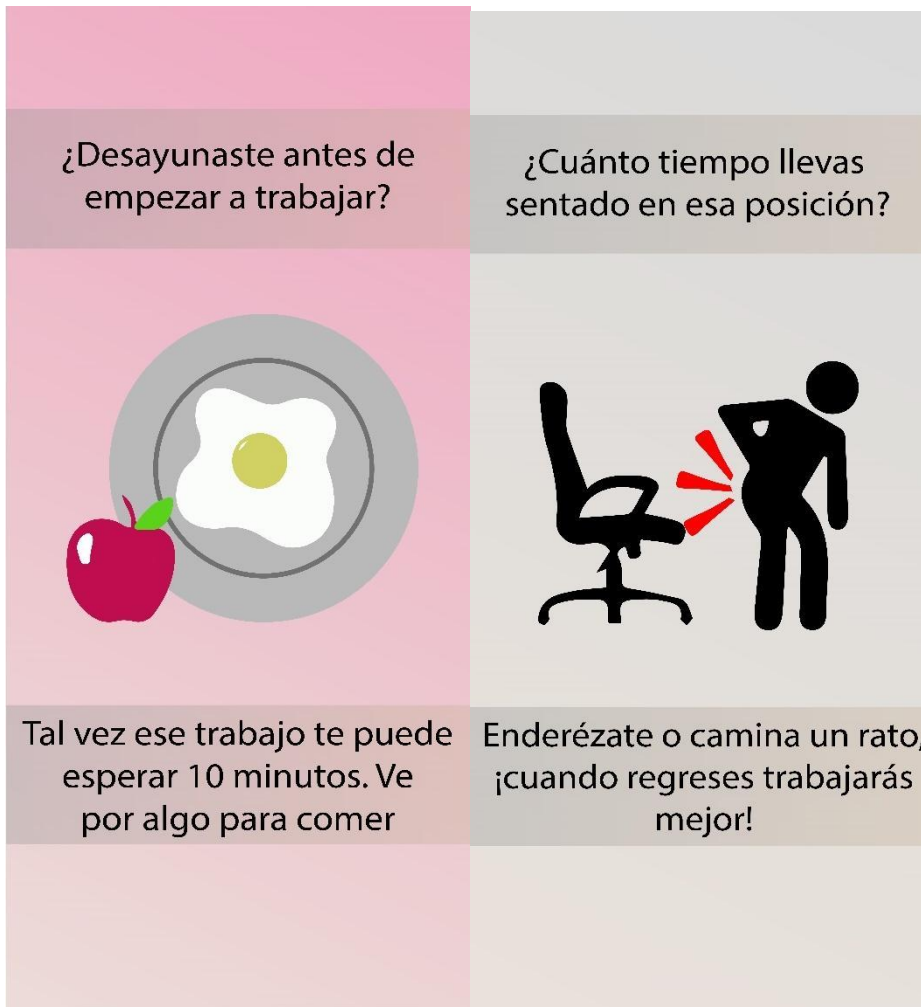 ¿Desayunaste antes de
empezar a trabajar?
Tal vez ese trabajo te puede
esperar 10 minutos. Ve
por algo para comer
¿Cuánto tiempo llevas
sentado en esa posición?
Enderézate o camina un rato,
¡cuando regreses trabajarás
mejor!